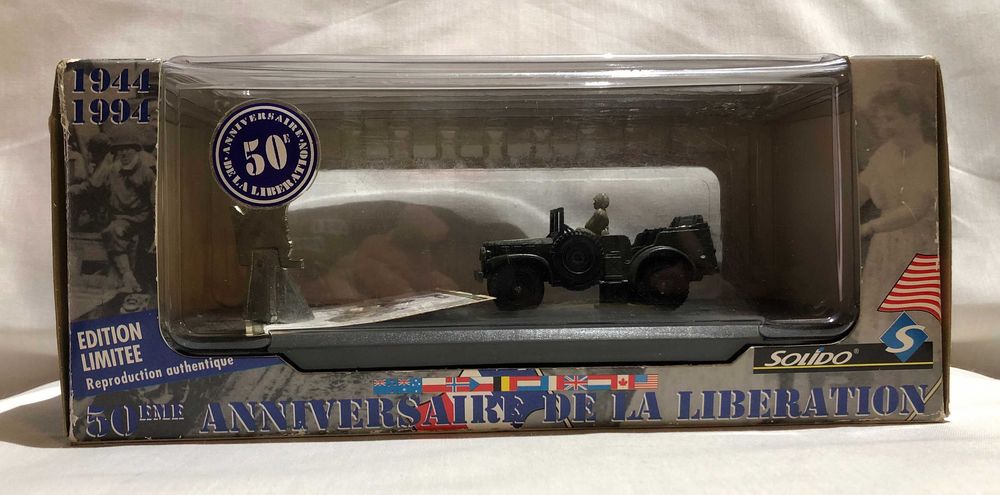 1944
1994
ANNIVERSAIRE
50E
DE LA LIBERATION
EDITION
LIMITEE
Reproduction authentique
SOLIDO®
S
50EME ANNIVERSAIRE DE LA LIBERATION